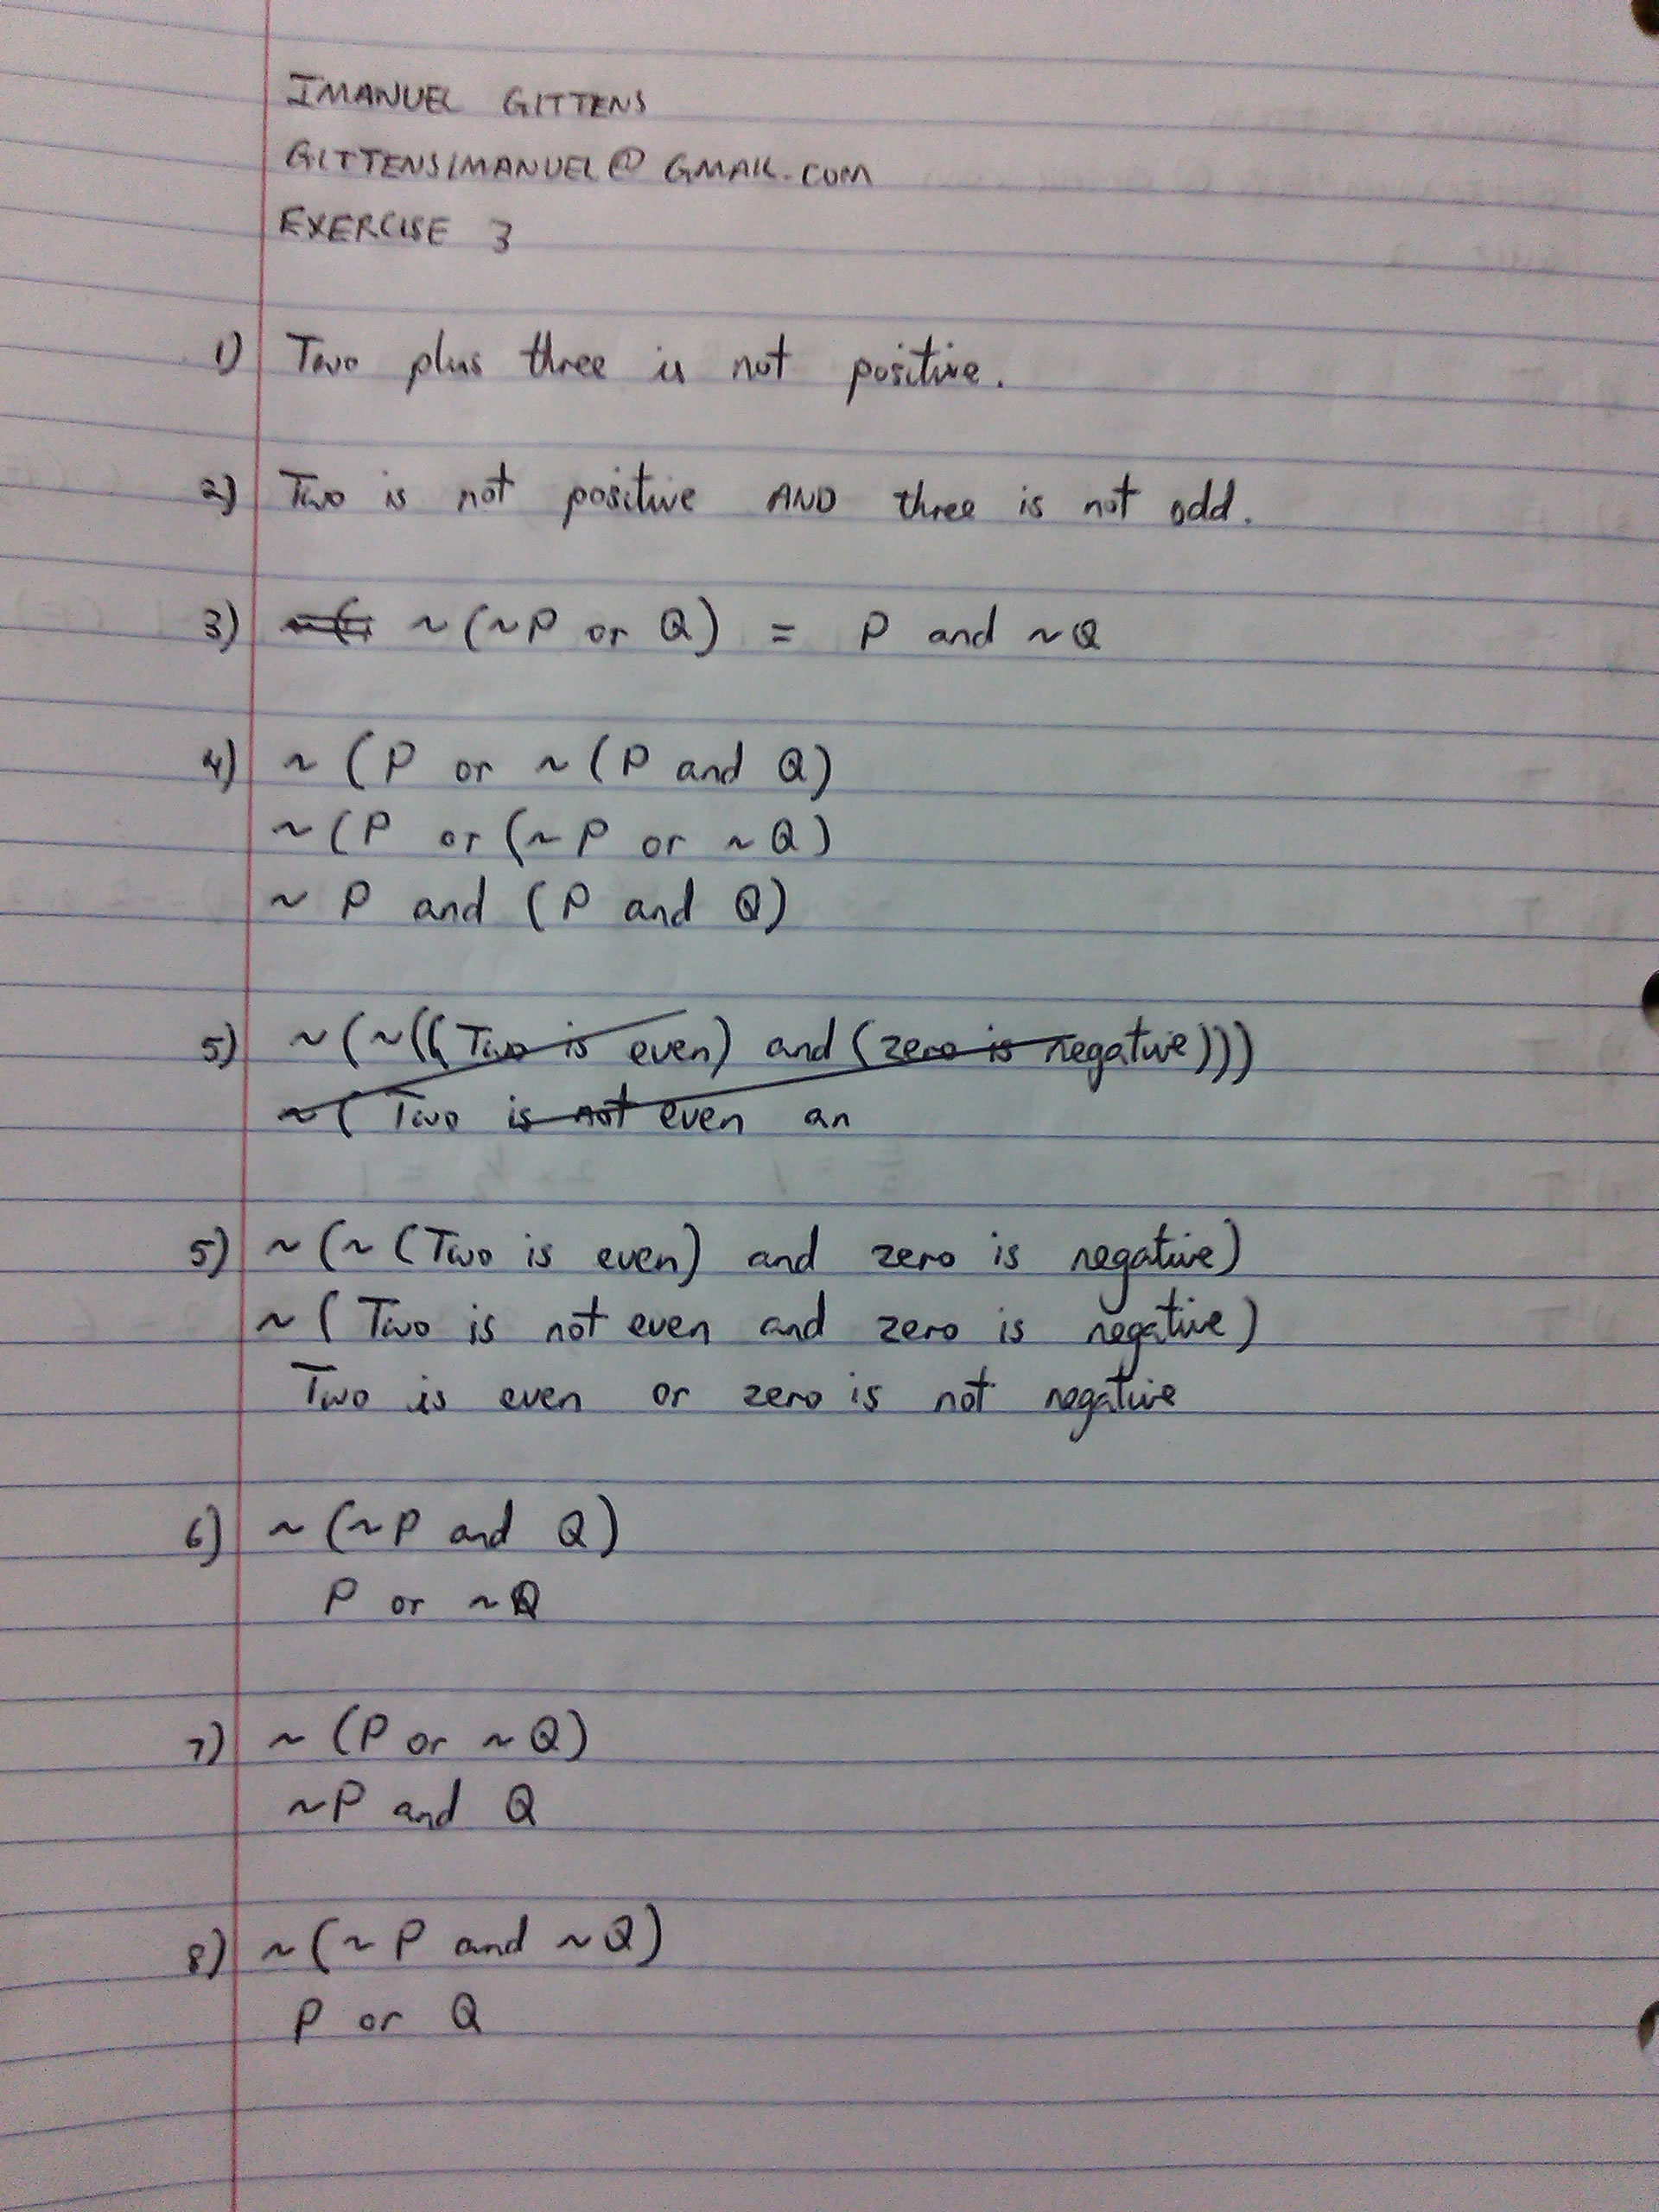 IMANUEL GITTENS
GITTENSIMANUEL@GMAIL.COM
EXERCISE 3
1) Two plus three is not positive.
2) Two is not positive AND three is not odd.
3) ~(~P or Q) = P and ~Q
4) ~(P or ~(P and Q)
~(P or (~P or ~Q)
~P and (P and Q)
5) ~(~((Two is even) and (zero is negative)))
~(Two is not even an
5) ~(~(Two is even) and zero is negative)
~(Two is not even and zero is negative)
Two is even or zero is not negative
6) ~(~P and Q)
P or ~Q
7) ~(P or ~Q)
~P and Q
8) ~(~P and ~Q)
P or Q